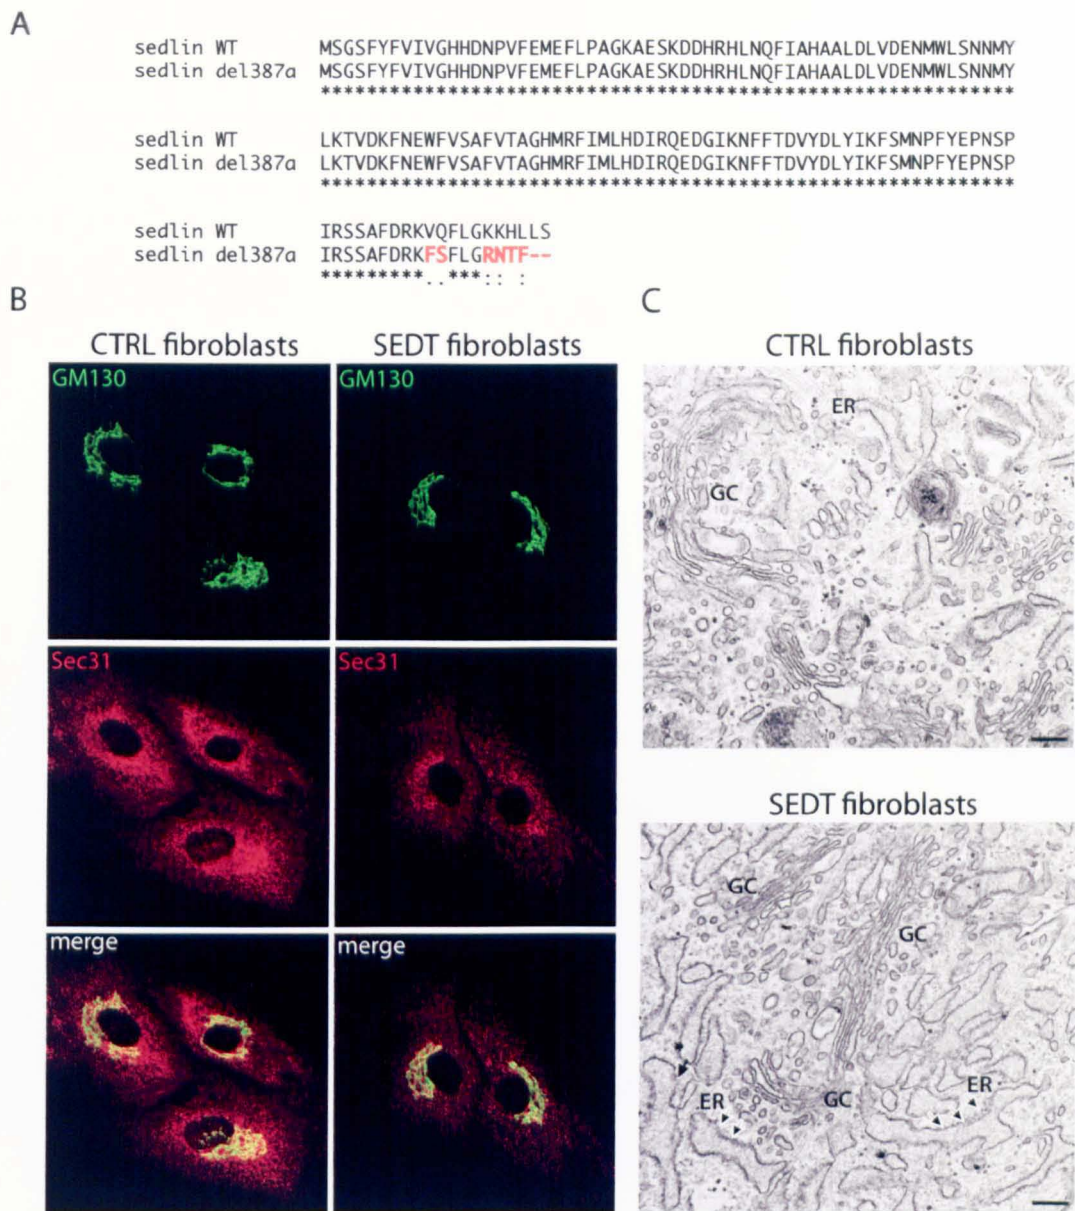 A
sedlin WT MSGSFYFVIVGHHDNPVFEMEFLPAGKAESKDDHRHLNQFIAHAALDLVDENMWLSNNMY
sedlin del387a MSGSFYFVIVGHHDNPVFEMEFLPAGKAESKDDHRHLNQFIAHAALDLVDENMWLSNNMY
************************************************************
sedlin WT LKTVDKFNEWFVSAFVTAGHMRFIMLHDIRQEDGIKNFFTDVYDLYIKFSMNPFYEPNSP
sedlin del387a LKTVDKFNEWFVSAFVTAGHMRFIMLHDIRQEDGIKNFFTDVYDLYIKFSMNPFYEPNSP
************************************************************
sedlin WT IRSSAFDRKVQFLGKKHLLS
sedlin del387a IRSSAFDRKFSFLGRNTF--
*********..***:: :
B
CTRL fibroblasts SEDT fibroblasts
GM130 GM130
Sec31 Sec31
merge merge
C
CTRL fibroblasts
ER
GC
SEDT fibroblasts
GC
GC
ER GC ER